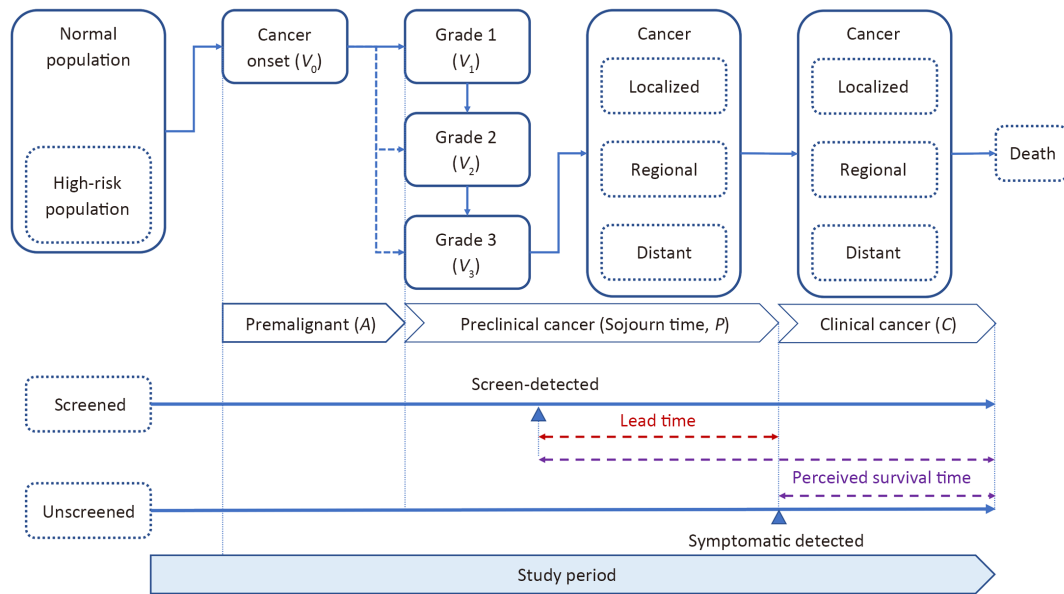 Normal
population
High-risk
population
Cancer
onset (V₀)
Grade 1
(V₁)
Grade 2
(V₂)
Grade 3
(V₃)
Cancer
Localized
Regional
Distant
Cancer
Localized
Regional
Distant
Death
Premalignant (A)
Preclinical cancer (Sojourn time, P)
Clinical cancer (C)
Screened
Screen-detected
Lead time
Perceived survival time
Unscreened
Symptomatic detected
Study period